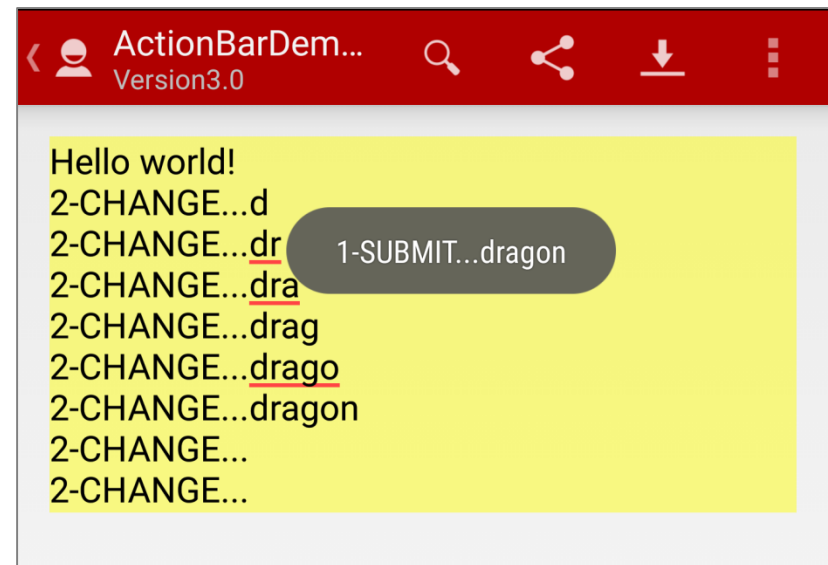 ActionBarDem...
Version3.0
Hello world!
2-CHANGE...d
2-CHANGE...dr
1-SUBMIT...dragon
2-CHANGE...dra
2-CHANGE...drag
2-CHANGE...drago
2-CHANGE...dragon
2-CHANGE...
2-CHANGE...